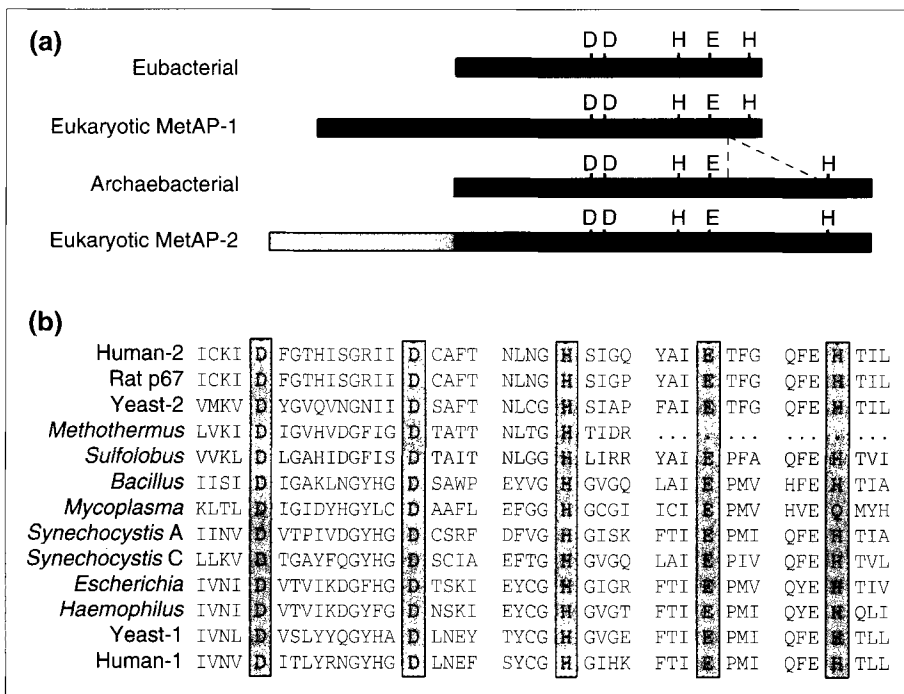 (a)
D D H E H
Eubacterial
D D H E H
Eukaryotic MetAP-1
D D H E H
Archaebacterial
D D H E H
Eukaryotic MetAP-2
(b)
Human-2 ICKI D FGTHISGRII D CAFT NLNG H SIGQ YAI E TFG QFE H TIL
Rat p67 ICKI D FGTHISGRII D CAFT NLNG H SIGP YAI E TFG QFE H TIL
Yeast-2 VMKV D YGVQVNGNII D SAFT NLCG H SIAP FAI E TFG QFE H TIL
Methothermus LVKI D IGVHVDGFIG D TATT NLTG H TIDR ... . ... ... . ...
Sulfolobus VVKL D LGAHIDGFIS D TAIT NLGG H LIRR YAI E PFA QFE H TVI
Bacillus IISI D IGAKLNGYHG D SAWP EYVG H GVGQ LAI E PMV HFE H TIA
Mycoplasma KLTL D IGIDYHGYLC D AAFL EFGG H GCGI ICI E PMV HVE Q MYH
Synechocystis A IINV D VTPIVDGYHG D CSRF DFVG H GISK FTI E PMI QFE H TIA
Synechocystis C LLKV D TGAYFQGYHG D SCIA EFTG H GVGQ LAI E PIV QFE H TVL
Escherichia IVNI D VTVIKDGFHG D TSKI EYCG H GIGR FTI E PMV QYE H TIV
Haemophilus IVNI D VTVIKDGYFG D NSKI EYCG H GVGT FTI E PMI QYE H QLI
Yeast-1 IVNL D VSLYYQGYHA D LNEY TYCG H GVGE FTI E PMI QFE H TLL
Human-1 IVNV D ITLYRNGYHG D LNEF SYCG H GIHK FTI E PMI QFE H TLL